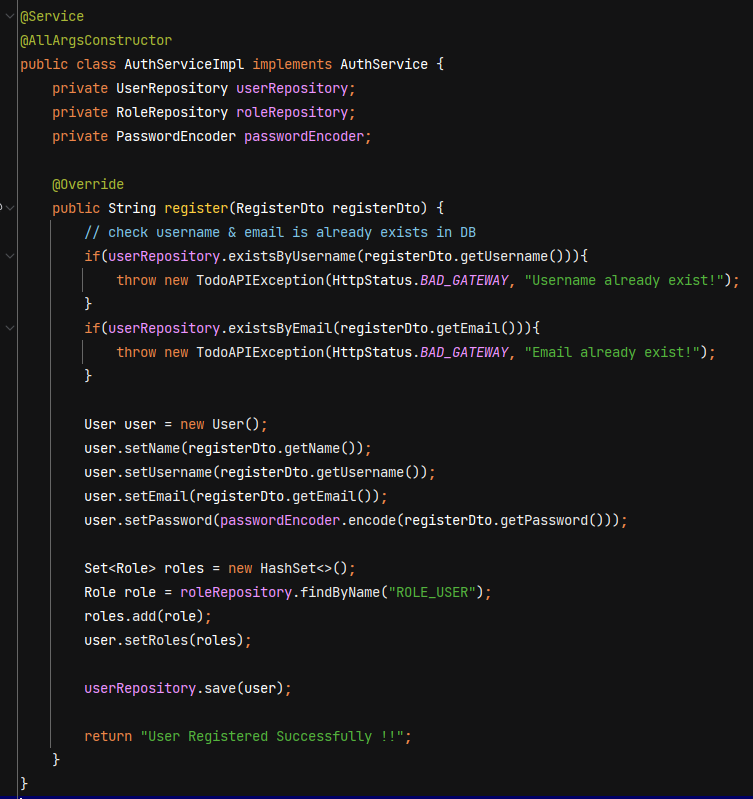 @Service
@AllArgsConstructor
public class AuthServiceImpl implements AuthService {
    private UserRepository userRepository;
    private RoleRepository roleRepository;
    private PasswordEncoder passwordEncoder;

    @Override
    public String register(RegisterDto registerDto) {
        // check username & email is already exists in DB
        if(userRepository.existsByUsername(registerDto.getUsername())){
            throw new TodoAPIException(HttpStatus.BAD_GATEWAY, "Username already exist!");
        }
        if(userRepository.existsByEmail(registerDto.getEmail())){
            throw new TodoAPIException(HttpStatus.BAD_GATEWAY, "Email already exist!");
        }

        User user = new User();
        user.setName(registerDto.getName());
        user.setUsername(registerDto.getUsername());
        user.setEmail(registerDto.getEmail());
        user.setPassword(passwordEncoder.encode(registerDto.getPassword()));

        Set<Role> roles = new HashSet<>();
        Role role = roleRepository.findByName("ROLE_USER");
        roles.add(role);
        user.setRoles(roles);

        userRepository.save(user);

        return "User Registered Successfully !!";
    }
}